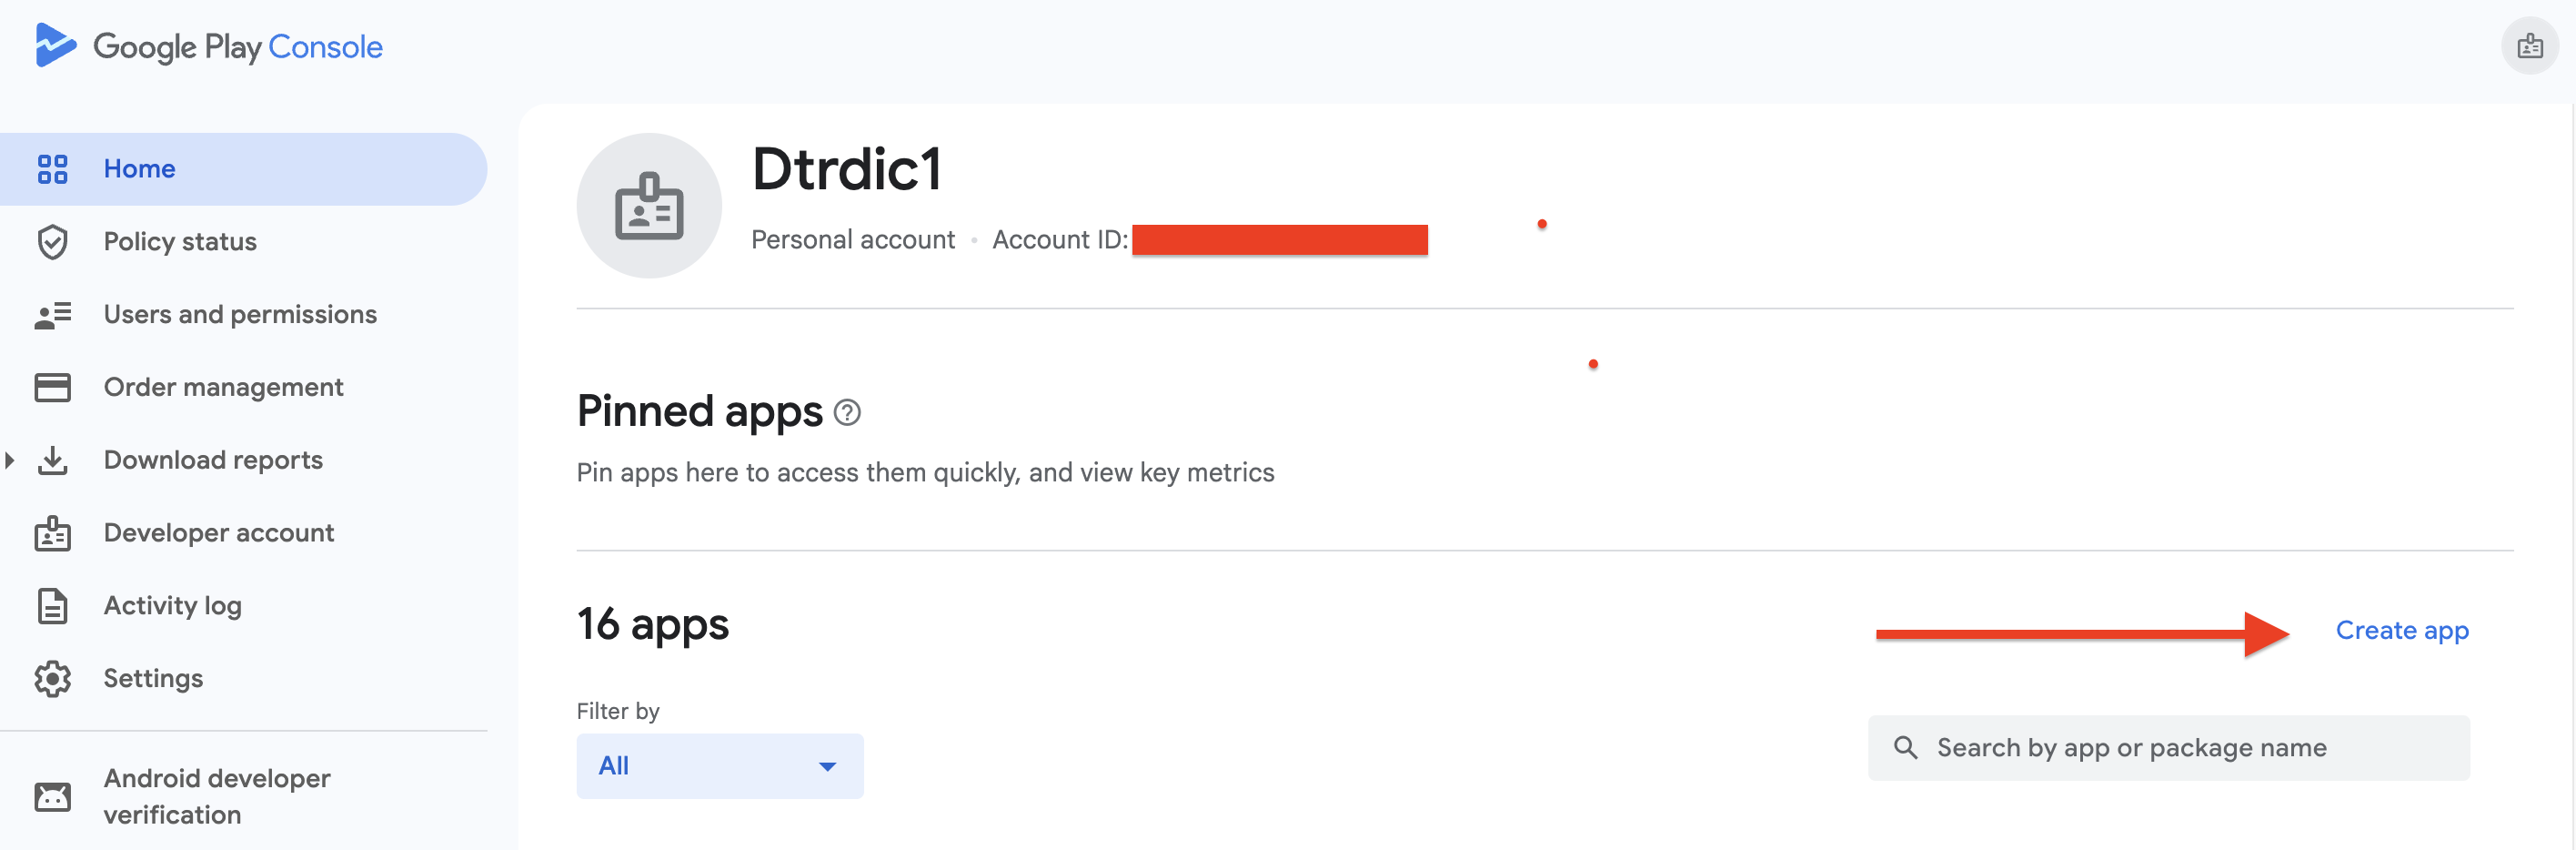 Google Play Console
Home
Policy status
Users and permissions
Order management
Download reports
Developer account
Activity log
Settings
Android developer
verification
Dtrdic1
Personal account • Account ID:
Pinned apps
Pin apps here to access them quickly, and view key metrics
16 apps
Create app
Filter by
All
Search by app or package name